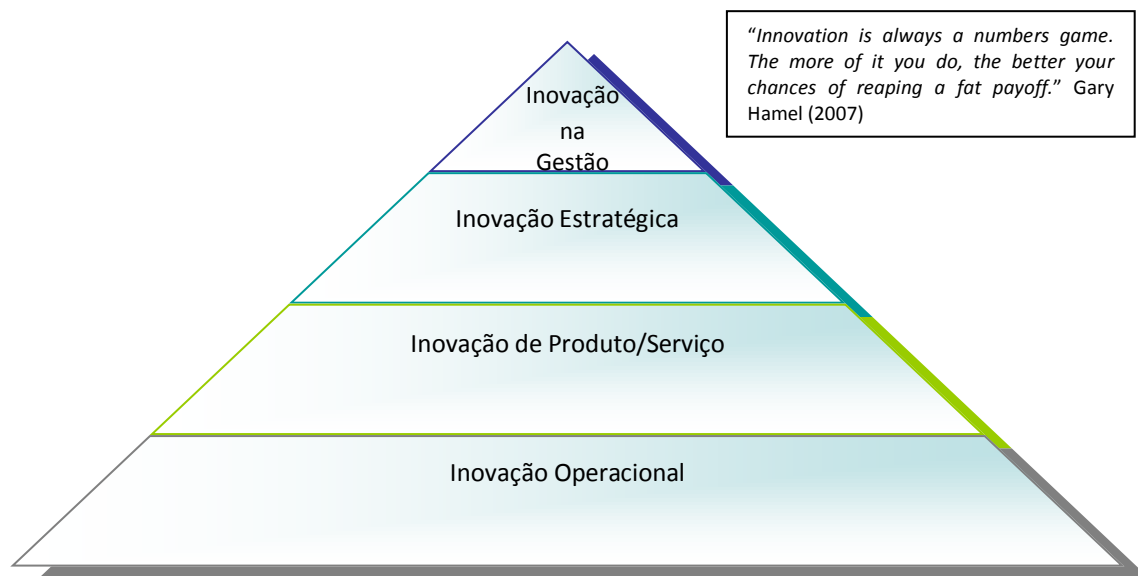 “Innovation is always a numbers game.
The more of it you do, the better your
chances of reaping a fat payoff.” Gary
Hamel (2007)
Inovação
na
Gestão
Inovação Estratégica
Inovação de Produto/Serviço
Inovação Operacional